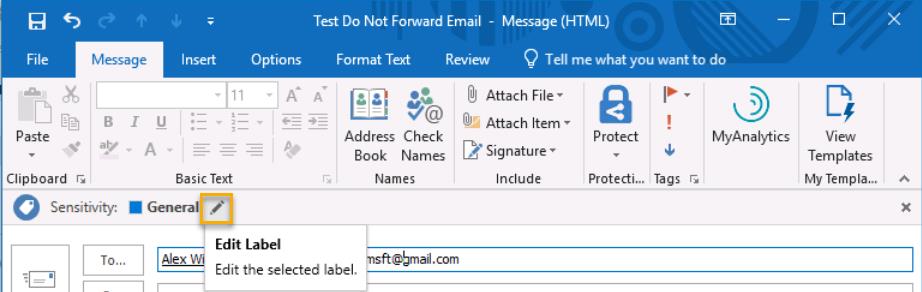 Test Do Not Forward Email - Message (HTML)
File Message Insert Options Format Text Review Tell me what you want to do
11 A A
Attach File
Paste B I U Address Book Check Names Attach Item Protect MyAnalytics View Templates
ab A Signature
Clipboard Basic Text Names Include Protecti... Tags My Templa...
Sensitivity: General
Edit Label
To... Alex Wi msft@gmail.com
Edit the selected label.